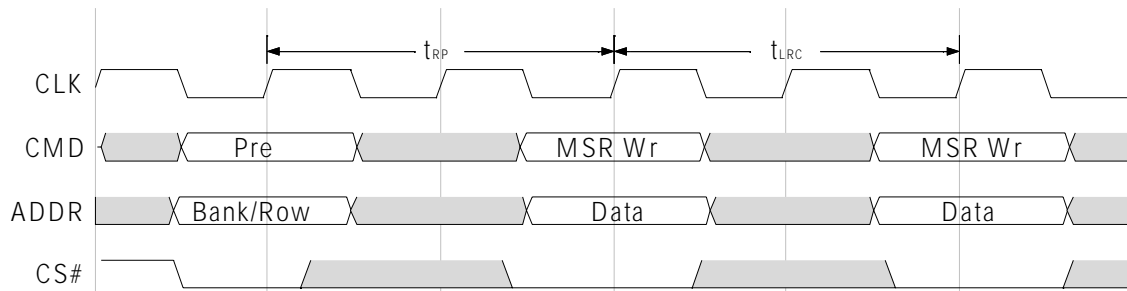 tRP tLRC
CLK
CMD Pre MSR Wr MSR Wr
ADDR Bank/Row Data Data
CS#